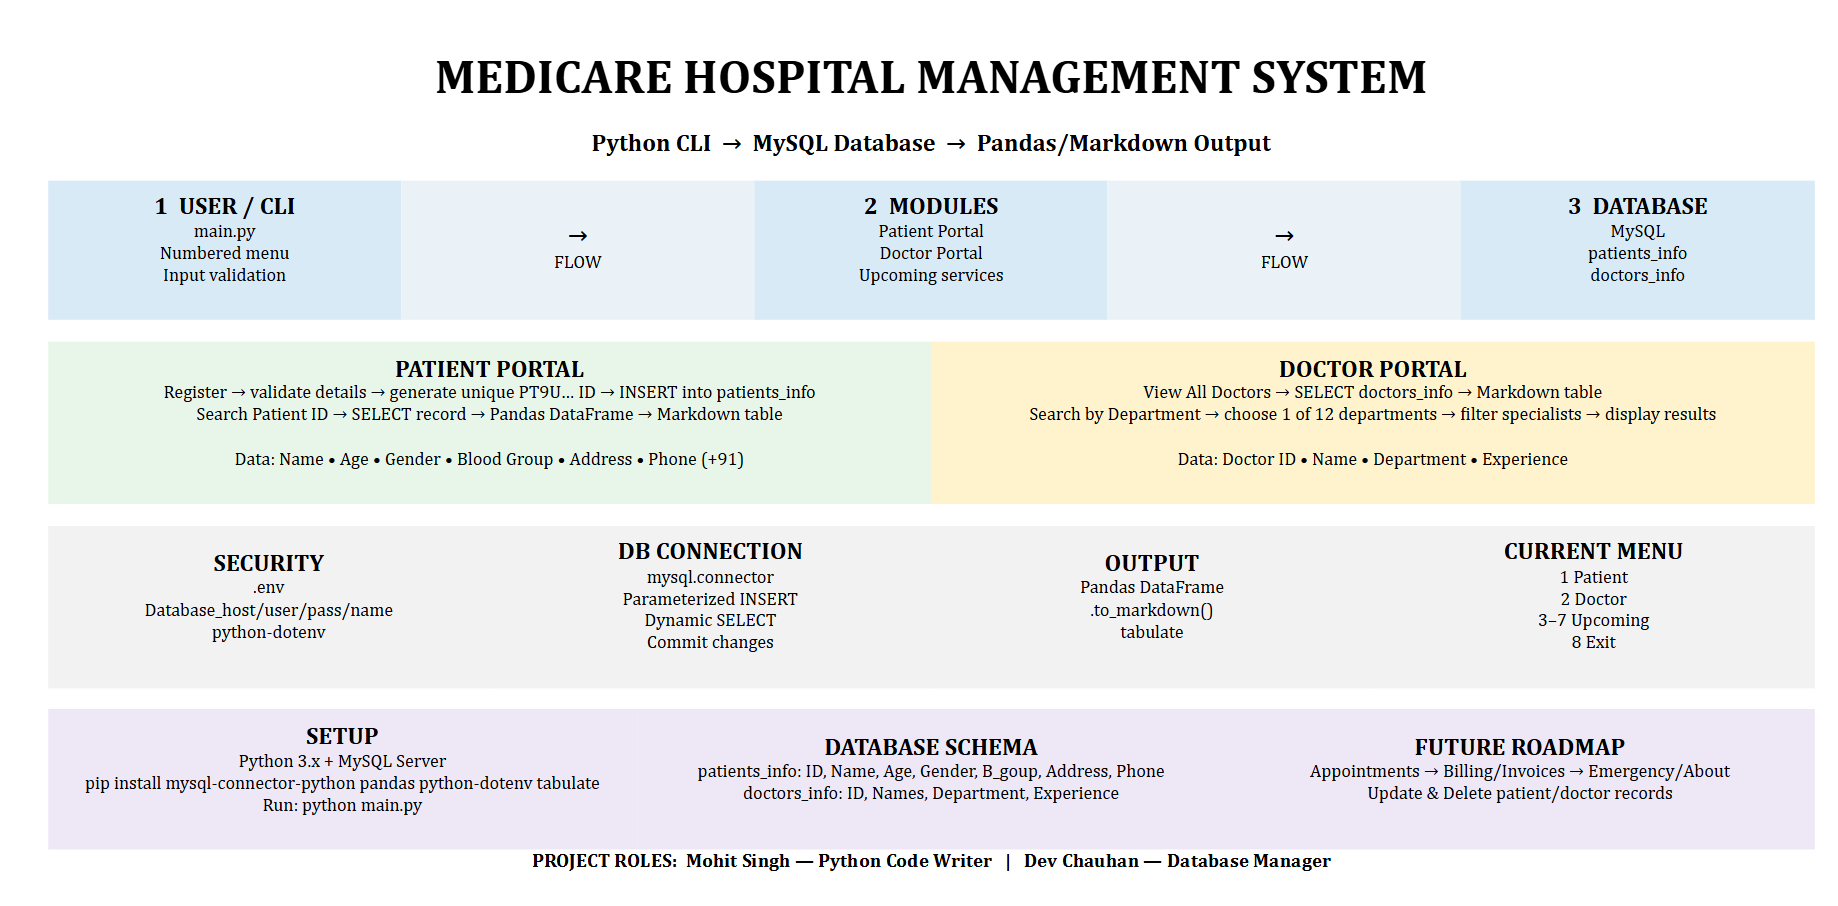 MEDICARE HOSPITAL MANAGEMENT SYSTEM
Python CLI → MySQL Database → Pandas/Markdown Output
1 USER / CLI
main.py
Numbered menu
Input validation
→
FLOW
2 MODULES
Patient Portal
Doctor Portal
Upcoming services
→
FLOW
3 DATABASE
MySQL
patients_info
doctors_info
PATIENT PORTAL
Register → validate details → generate unique PT9U... ID → INSERT into patients_info
Search Patient ID → SELECT record → Pandas DataFrame → Markdown table
Data: Name • Age • Gender • Blood Group • Address • Phone (+91)
DOCTOR PORTAL
View All Doctors → SELECT doctors_info → Markdown table
Search by Department → choose 1 of 12 departments → filter specialists → display results
Data: Doctor ID • Name • Department • Experience
SECURITY
.env
Database_host/user/pass/name
python-dotenv
DB CONNECTION
mysql.connector
Parameterized INSERT
Dynamic SELECT
Commit changes
OUTPUT
Pandas DataFrame
.to_markdown()
tabulate
CURRENT MENU
1 Patient
2 Doctor
3–7 Upcoming
8 Exit
SETUP
Python 3.x + MySQL Server
pip install mysql-connector-python pandas python-dotenv tabulate
Run: python main.py
DATABASE SCHEMA
patients_info: ID, Name, Age, Gender, B_goup, Address, Phone
doctors_info: ID, Names, Department, Experience
FUTURE ROADMAP
Appointments → Billing/Invoices → Emergency/About
Update & Delete patient/doctor records
PROJECT ROLES: Mohit Singh — Python Code Writer | Dev Chauhan — Database Manager